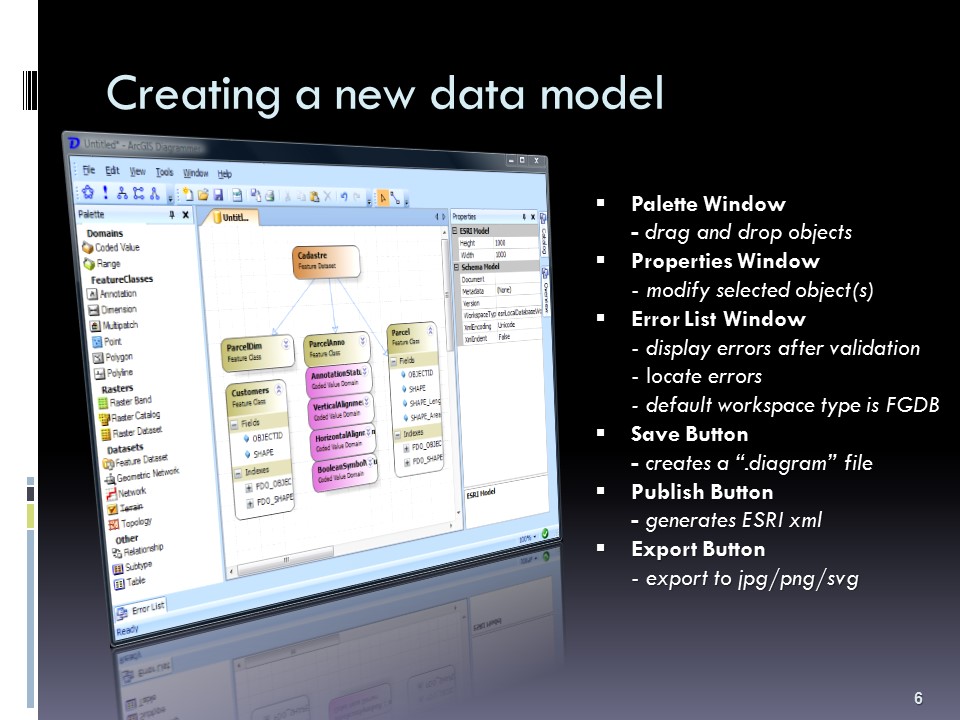 Creating a new data model
Untitled* - ArcGIS Diagrammer
File Edit View Tools Window Help
Palette
Domains
Coded Value
Range
FeatureClasses
Annotation
Dimension
Multipatch
Point
Polygon
Polyline
Rasters
Raster Band
Raster Catalog
Raster Dataset
Datasets
Feature Dataset
Geometric Network
Network
Terrain
Topology
Other
Relationship
Subtype
Table
Error List
Ready
Untitl...
Cadastre
Feature Dataset
ParcelDim
Feature Class
Customers
Feature Class
Fields
OBJECTID
SHAPE
Indexes
FDO_OBJEC
FDO_SHAPE
ParcelAnno
Feature Class
AnnotationStatu
Coded Value Domain
VerticalAlignme
Coded Value Domain
HorizontalAlignm
Coded Value Domain
BooleanSymbol
Coded Value Domain
Parcel
Feature Class
Fields
OBJECTID
SHAPE
SHAPE_Leng
SHAPE_Area
Indexes
FDO_OBJEC
FDO_SHAPE
Properties
ESRI Model
Height 1000
Width 1000
Schema Model
Document
Metadata (None)
Version
WorkspaceTyp esriLocalDatabaseWo
XmlEncoding Unicode
XmlIndent False
ESRI Model
Catalog
Overview
100%
▪ Palette Window
- drag and drop objects
▪ Properties Window
- modify selected object(s)
▪ Error List Window
- display errors after validation
- locate errors
- default workspace type is FGDB
▪ Save Button
- creates a “.diagram” file
▪ Publish Button
- generates ESRI xml
▪ Export Button
- export to jpg/png/svg
6